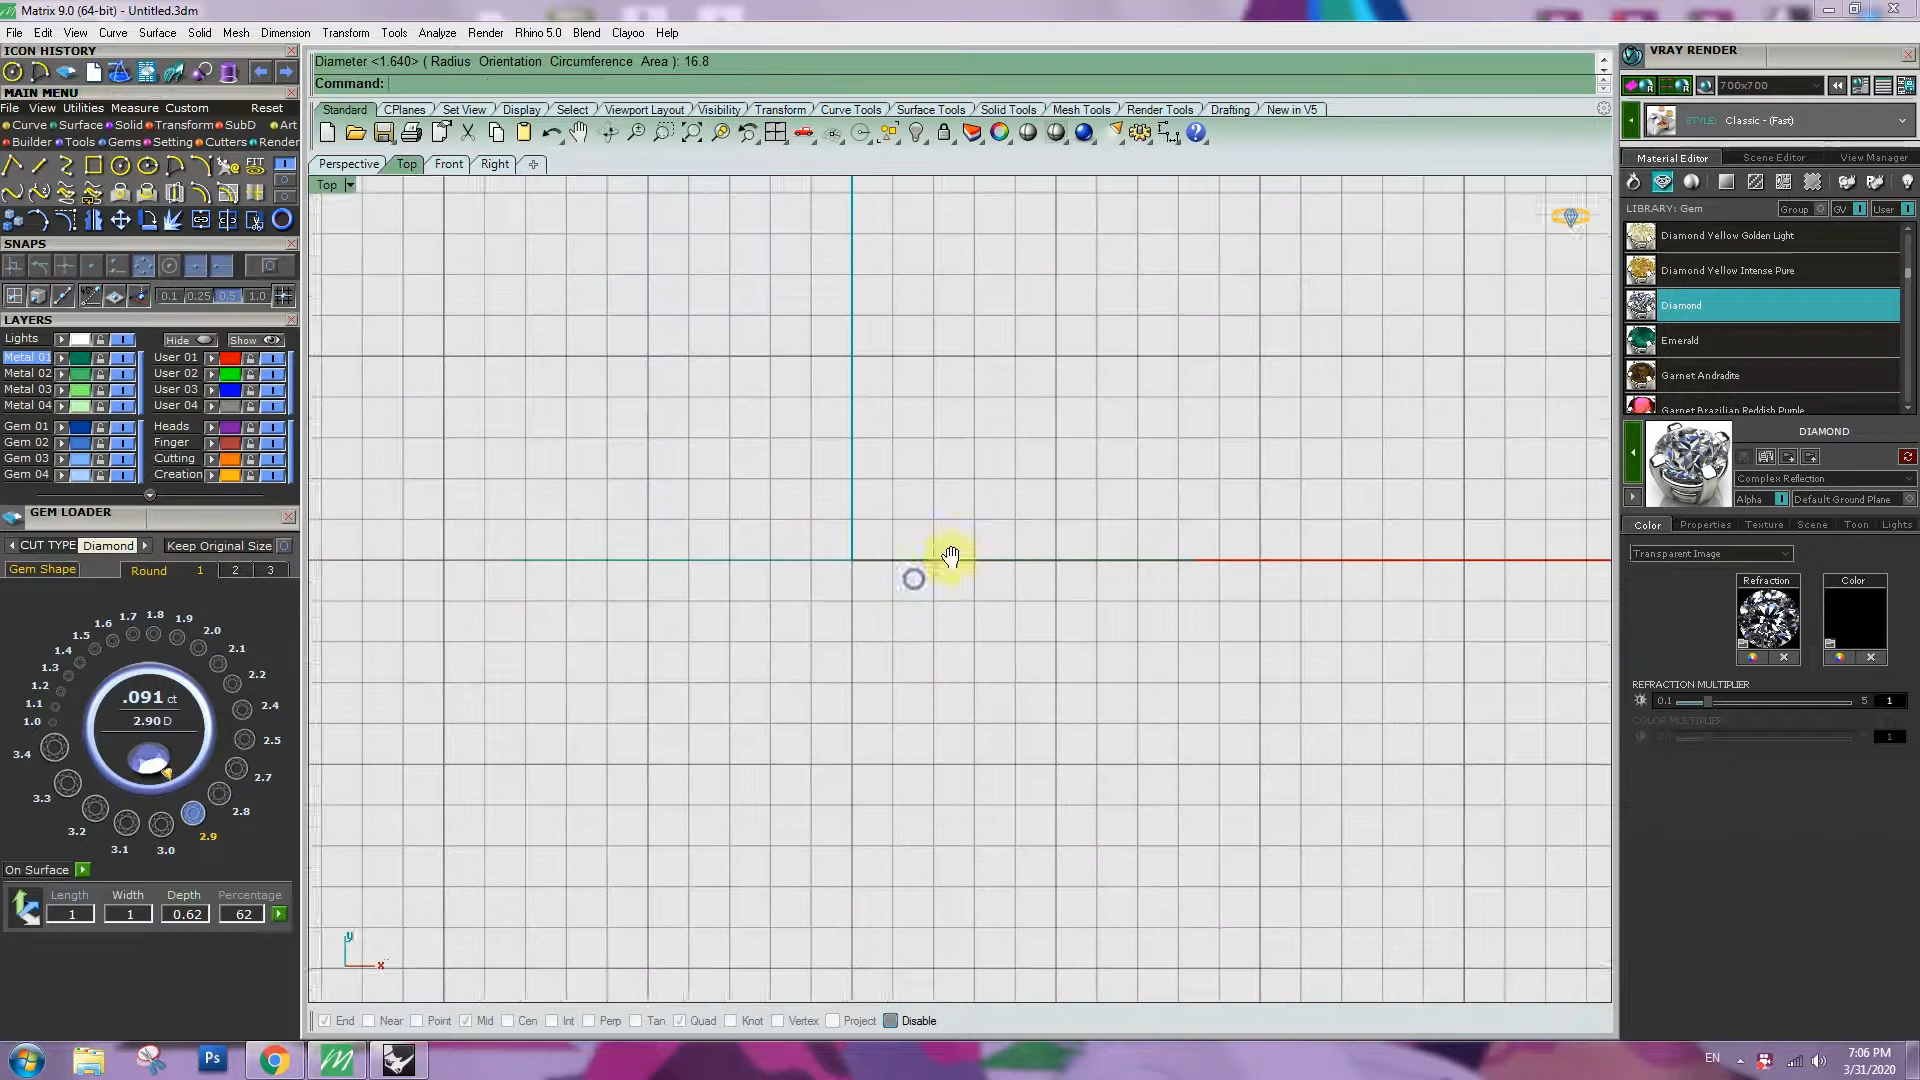 Matrix 9.0 (64-bit) - Untitled.3dm
File Edit View Curve Surface Solid Mesh Dimension Transform Tools Analyze Render Rhino 5.0 Blend Clayoo Help
ICON HISTORY
MAIN MENU
File View Utilities Measure Custom Reset
Curve Surface Solid Transform SubD Art
Builder Tools Gems Setting Cutters Render
FIT
SNAPS
0.1 0.25 0.5 1.0
LAYERS
Lights Hide Show
Metal 01 User 01
Metal 02 User 02
Metal 03 User 03
Metal 04 User 04
Gem 01 Heads
Gem 02 Finger
Gem 03 Cutting
Gem 04 Creation
GEM LOADER
CUT TYPE Diamond Keep Original Size
Gem Shape Round 1 2 3
1.0 1.1 1.2 1.3 1.4 1.5 1.6 1.7 1.8 1.9 2.0 2.1 2.2 2.4 2.5 2.7 2.8 2.9 3.0 3.1 3.2 3.3 3.4
.091 ct
2.90 D
On Surface
Length Width Depth Percentage
1 1 0.62 62
Diameter <1.640> ( Radius Orientation Circumference Area ): 16.8
Command:
Standard CPlanes Set View Display Select Viewport Layout Visibility Transform Curve Tools Surface Tools Solid Tools Mesh Tools Render Tools Drafting New in V5
Perspective Top Front Right
Top
y
x
End Near Point Mid Cen Int Perp Tan Quad Knot Vertex Project Disable
VRAY RENDER
700x700
STYLE: Classic - (Fast)
Material Editor Scene Editor View Manager
LIBRARY: Gem Group GV User
Diamond Yellow Golden Light
Diamond Yellow Intense Pure
Diamond
Emerald
Garnet Andradite
Garnet Brazilian Reddish Purple
DIAMOND
Complex Reflection
Alpha Default Ground Plane
Color Properties Texture Scene Toon Lights
Transparent Image
Refraction Color
REFRACTION MULTIPLIER
0.1 5 1
COLOR MULTIPLIER
0.1 5 1
Ps
EN 7:06 PM
3/31/2020